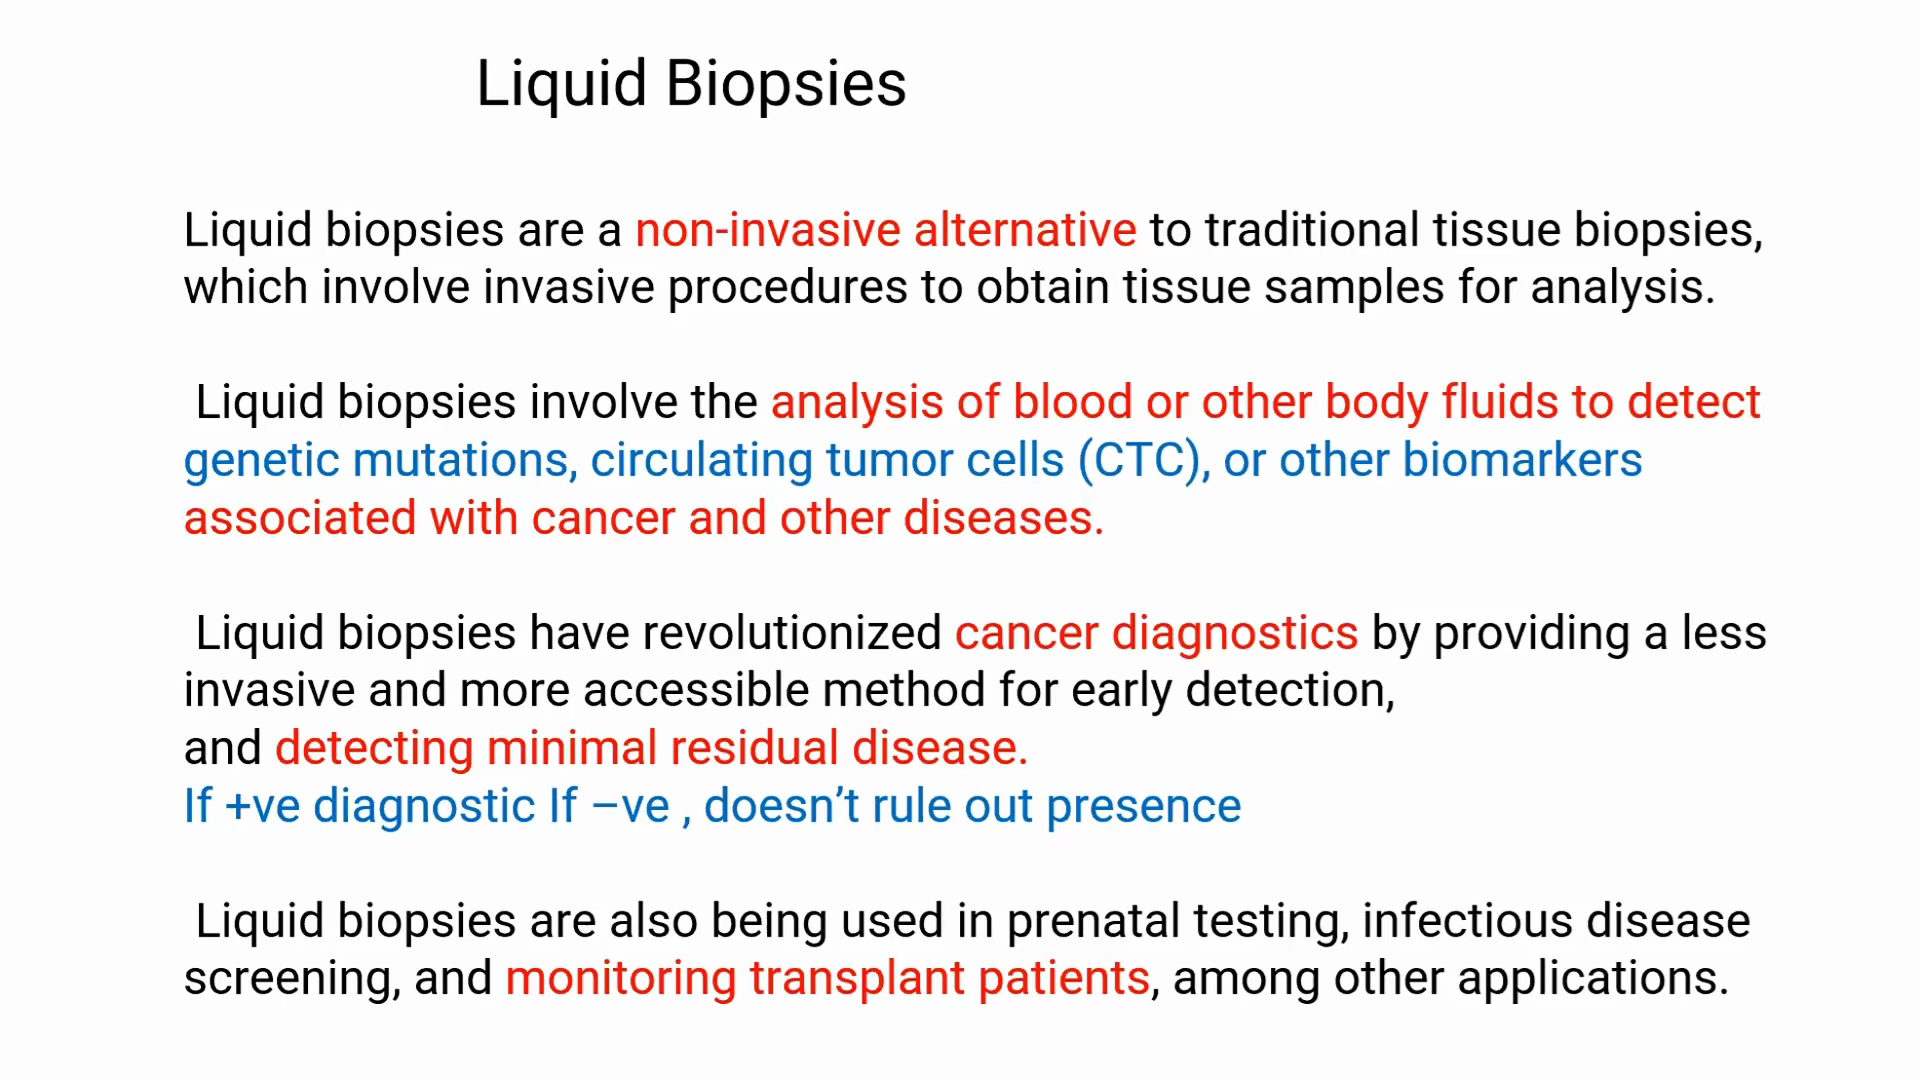 Liquid Biopsies
Liquid biopsies are a non-invasive alternative to traditional tissue biopsies,
which involve invasive procedures to obtain tissue samples for analysis.
Liquid biopsies involve the analysis of blood or other body fluids to detect
genetic mutations, circulating tumor cells (CTC), or other biomarkers
associated with cancer and other diseases.
Liquid biopsies have revolutionized cancer diagnostics by providing a less
invasive and more accessible method for early detection,
and detecting minimal residual disease.
If +ve diagnostic If –ve , doesn’t rule out presence
Liquid biopsies are also being used in prenatal testing, infectious disease
screening, and monitoring transplant patients, among other applications.